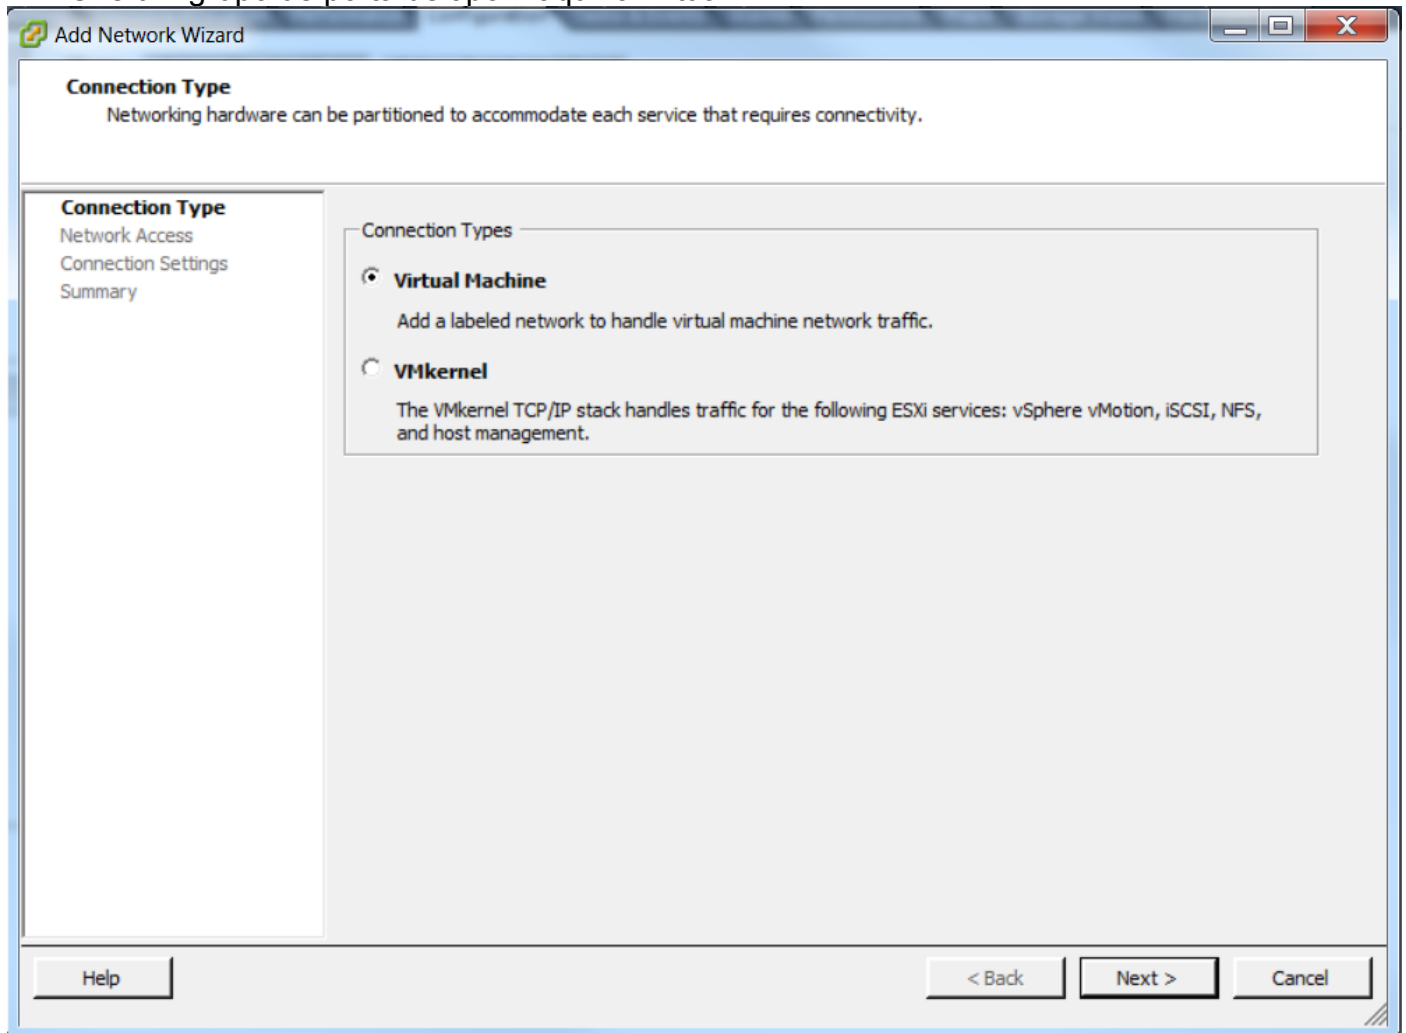 Add Network Wizard
Connection Type
Networking hardware can be partitioned to accommodate each service that requires connectivity.
Connection Type
Network Access
Connection Settings
Summary
Connection Types
Virtual Machine
Add a labeled network to handle virtual machine network traffic.
VMkernel
The VMkernel TCP/IP stack handles traffic for the following ESXi services: vSphere vMotion, iSCSI, NFS,
and host management.
Help
< Back
Next >
Cancel